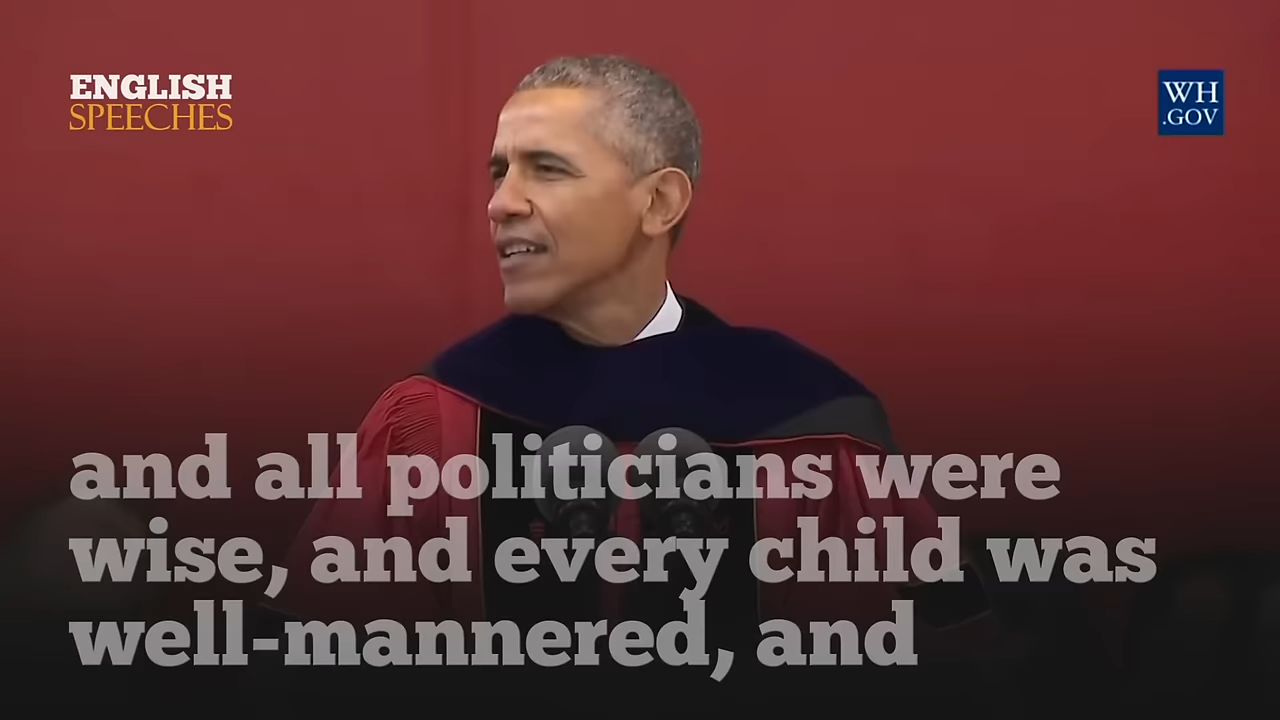 ENGLISH
SPEECHES
WH
.GOV
and all politicians were
wise, and every child was
well-mannered, and